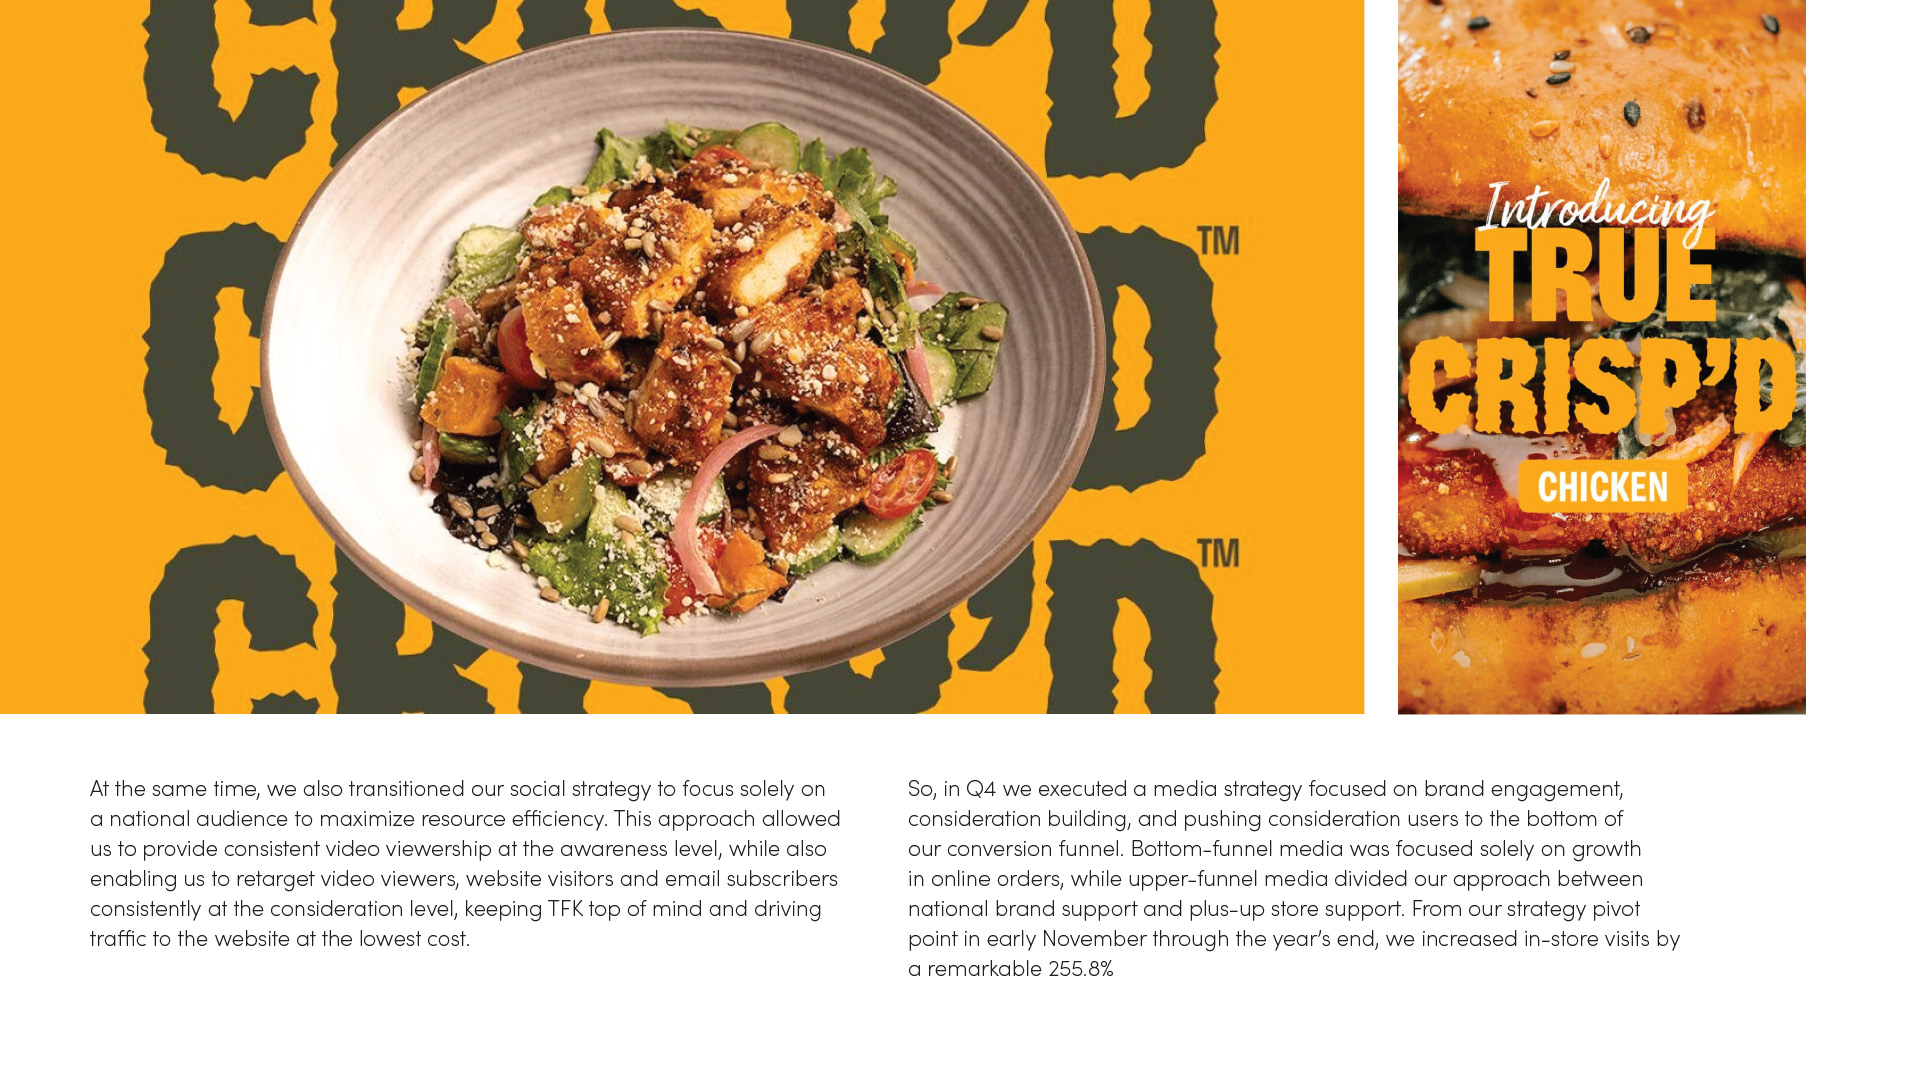 CRISP'D
TM
CRISP'D
TM
CRISP'D
Introducing
TRUE
CRISP'D
CHICKEN
At the same time, we also transitioned our social strategy to focus solely on
a national audience to maximize resource efficiency. This approach allowed
us to provide consistent video viewership at the awareness level, while also
enabling us to retarget video viewers, website visitors and email subscribers
consistently at the consideration level, keeping TFK top of mind and driving
traffic to the website at the lowest cost.
So, in Q4 we executed a media strategy focused on brand engagement,
consideration building, and pushing consideration users to the bottom of
our conversion funnel. Bottom-funnel media was focused solely on growth
in online orders, while upper-funnel media divided our approach between
national brand support and plus-up store support. From our strategy pivot
point in early November through the year’s end, we increased in-store visits by
a remarkable 255.8%